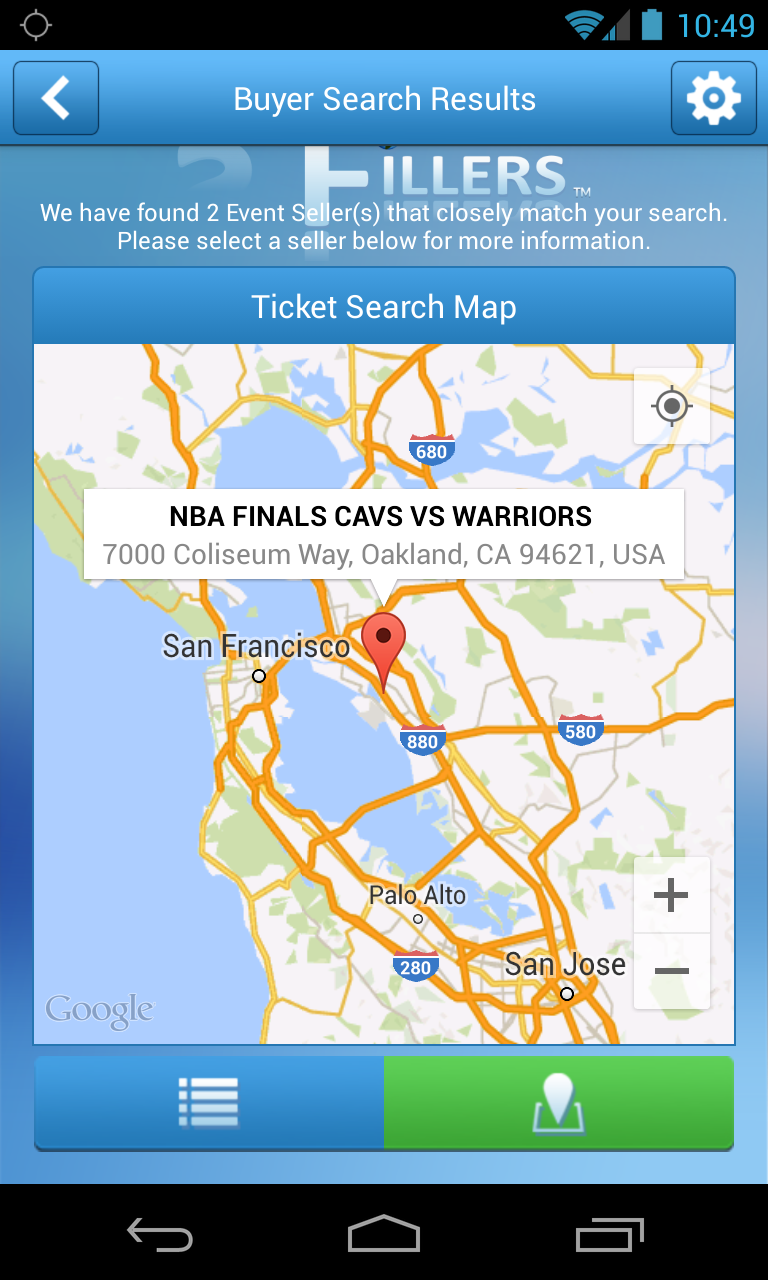 10:49
Buyer Search Results
ILLERS™
We have found 2 Event Seller(s) that closely match your search.
Please select a seller below for more information.
Ticket Search Map
680
NBA FINALS CAVS VS WARRIORS
7000 Coliseum Way, Oakland, CA 94621, USA
San Francisco
880
580
Palo Alto
280
San Jose
Google